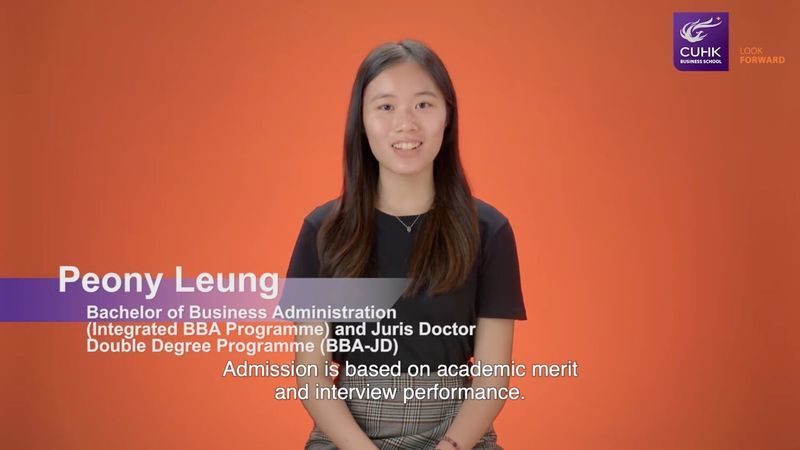 CUHK
BUSINESS SCHOOL
LOOK
FORWARD
Peony Leung
Bachelor of Business Administration
(Integrated BBA Programme) and Juris Doctor
Double Degree Programme (BBA-JD)
Admission is based on academic merit
and interview performance.